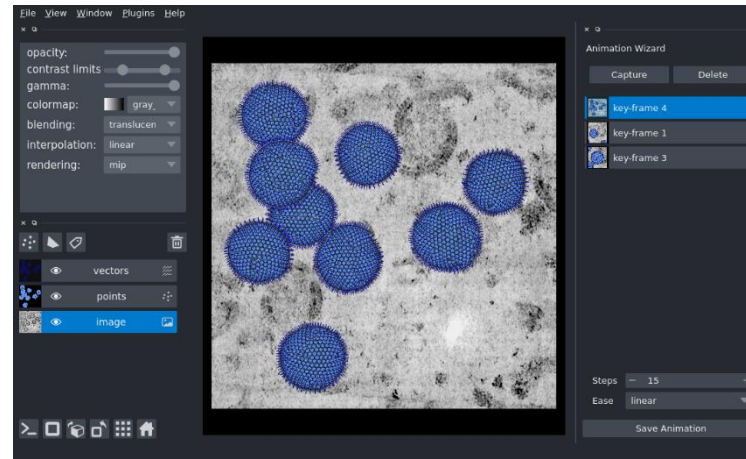 File View Window Plugins Help
opacity:
contrast limits
gamma:
colormap: gray
blending: translucen
interpolation: linear
rendering: mip
vectors
points
image
Animation Wizard
Capture Delete
key-frame 4
key-frame 1
key-frame 3
Steps 15
Ease linear
Save Animation